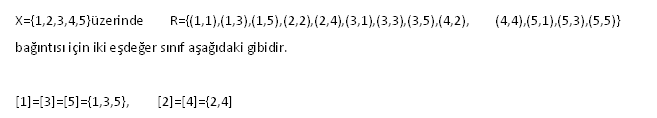 X={1,2,3,4,5}üzerinde R={(1,1),(1,3),(1,5),(2,2),(2,4),(3,1),(3,3),(3,5),(4,2), (4,4),(5,1),(5,3),(5,5)}
bağıntısı için iki eşdeğer sınıf aşağıdaki gibidir.
[1]=[3]=[5]={1,3,5}, [2]=[4]={2,4]